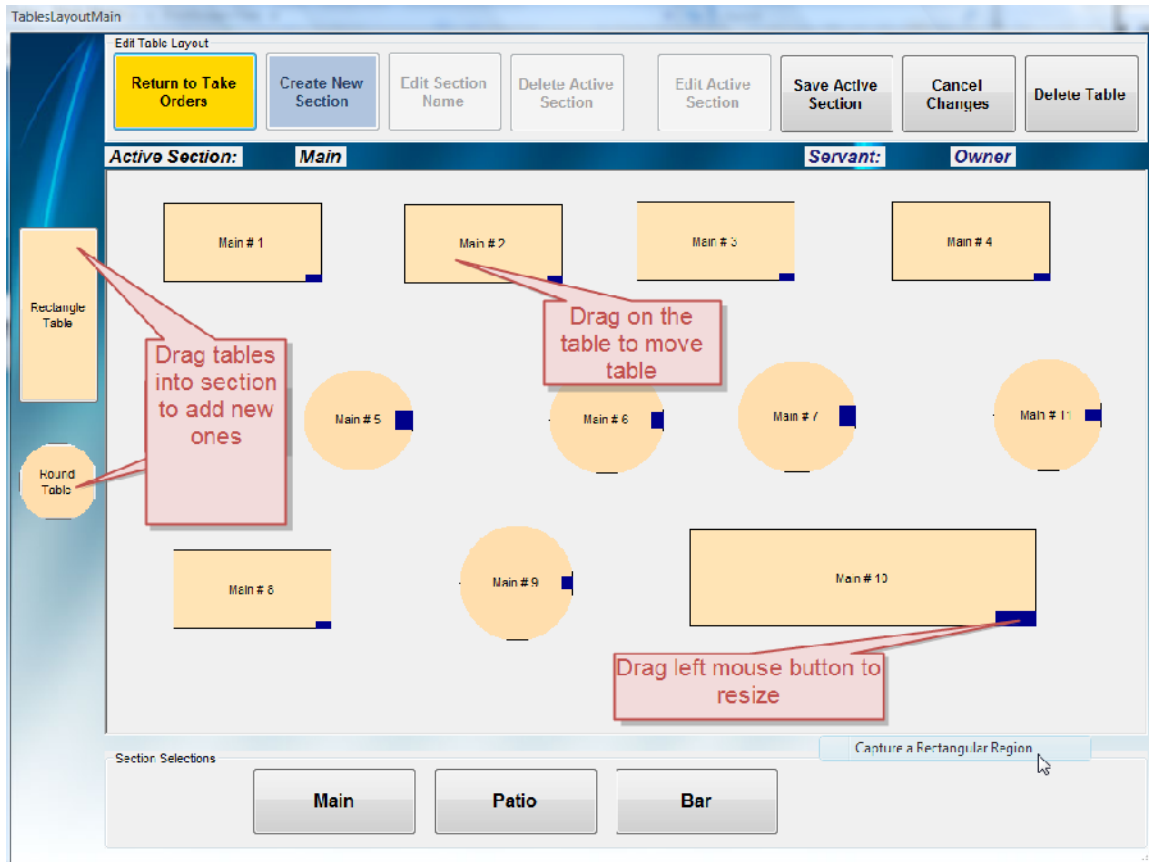 TablesLayoutMain
Edit Table Layout
Return to Take
Orders
Create New
Section
Edit Section
Name
Delete Active
Section
Edit Active
Section
Save Active
Section
Cancel
Changes
Delete Table
Active Section:
Main
Servant:
Owner
Main # 1
Main # 2
Main # 3
Main # 4
Rectangle
Table
Drag tables
into section
to add new
ones
Drag on the
table to move
table
Main # 5
Main # 6
Main # 7
Main # 11
Round
Table
Main # 8
Main # 9
Main # 10
Drag left mouse button to
resize
Capture a Rectangular Region
Section Selections
Main
Patio
Bar